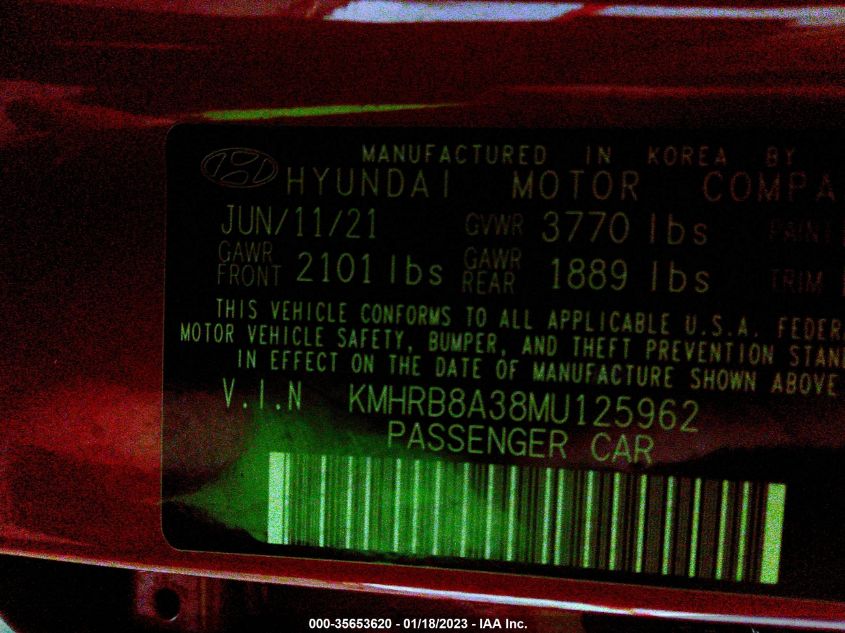 MANUFACTURED IN KOREA BY
HYUNDAI MOTOR COMPA
JUN/11/21 GVWR 3770 lbs PAINT
GAWR FRONT 2101 lbs GAWR REAR 1889 lbs TRIM
THIS VEHICLE CONFORMS TO ALL APPLICABLE U.S.A. FEDER
MOTOR VEHICLE SAFETY, BUMPER, AND THEFT PREVENTION STAN
IN EFFECT ON THE DATE OF MANUFACTURE SHOWN ABOVE
V.I.N KMHRB8A38MU125962
PASSENGER CAR
000-35653620 - 01/18/2023 - IAA Inc.